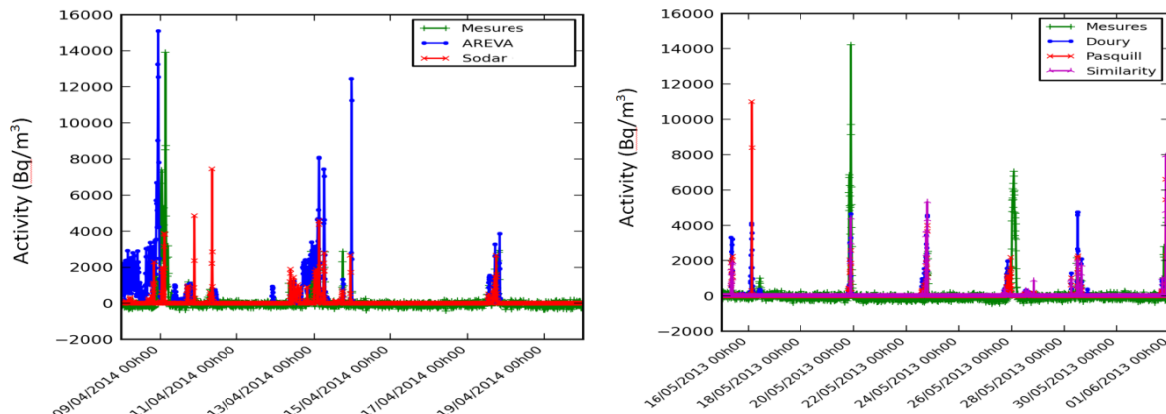 16000
14000
12000
10000
8000
6000
4000
2000
0
−2000
Activity (Bq/m³)
Mesures
AREVA
Sodar
09/04/2014 00h00
11/04/2014 00h00
13/04/2014 00h00
15/04/2014 00h00
17/04/2014 00h00
19/04/2014 00h00
16000
14000
12000
10000
8000
6000
4000
2000
0
−2000
Activity (Bq/m³)
Mesures
Doury
Pasquill
Similarity
16/05/2013 00h00
18/05/2013 00h00
20/05/2013 00h00
22/05/2013 00h00
24/05/2013 00h00
26/05/2013 00h00
28/05/2013 00h00
30/05/2013 00h00
01/06/2013 00h00